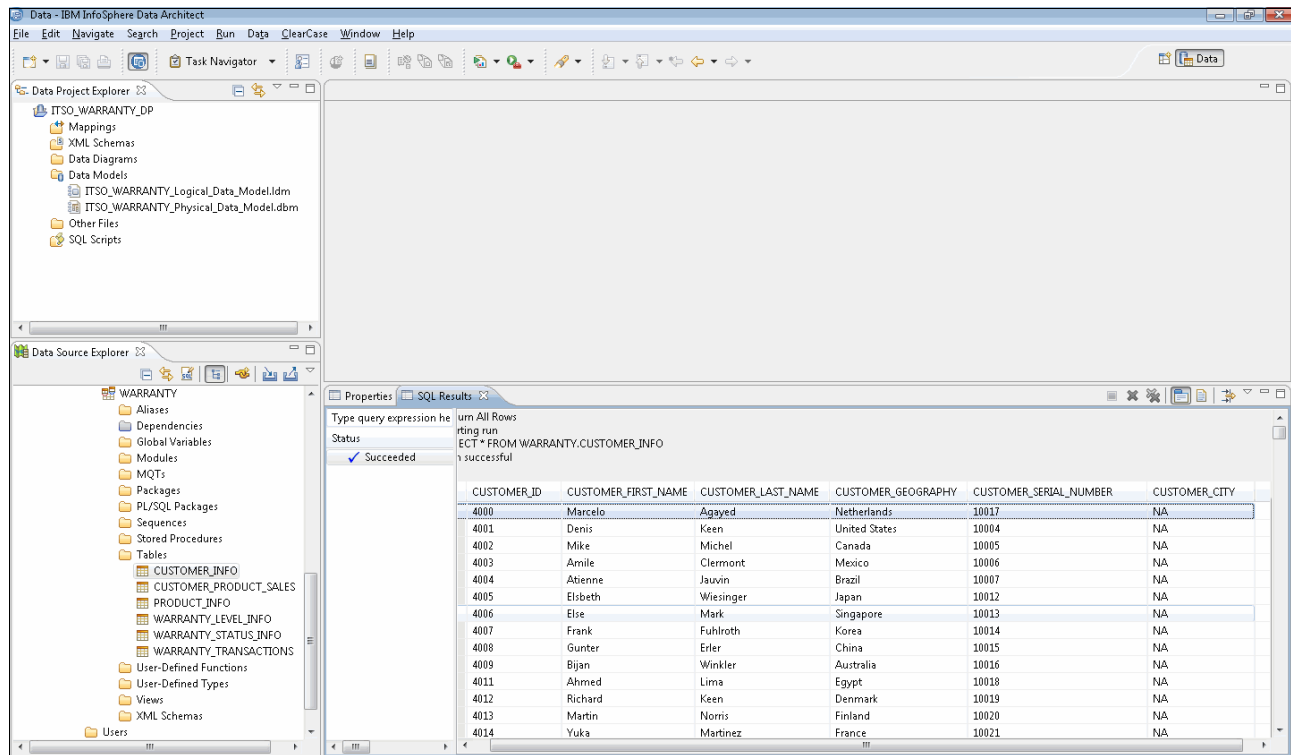 Data - IBM InfoSphere Data Architect
File Edit Navigate Search Project Run Data ClearCase Window Help
Task Navigator
Data
Data Project Explorer
ITSO_WARRANTY_DP
Mappings
XML Schemas
Data Diagrams
Data Models
ITSO_WARRANTY_Logical_Data_Model.ldm
ITSO_WARRANTY_Physical_Data_Model.dbm
Other Files
SQL Scripts
Data Source Explorer
WARRANTY
Aliases
Dependencies
Global Variables
Modules
MQTs
Packages
PL/SQL Packages
Sequences
Stored Procedures
Tables
CUSTOMER_INFO
CUSTOMER_PRODUCT_SALES
PRODUCT_INFO
WARRANTY_LEVEL_INFO
WARRANTY_STATUS_INFO
WARRANTY_TRANSACTIONS
User-Defined Functions
User-Defined Types
Views
XML Schemas
Users
Properties SQL Results
Type query expression he
Status
Succeeded
urn All Rows
rting run
ECT * FROM WARRANTY.CUSTOMER_INFO
n successful
CUSTOMER_ID CUSTOMER_FIRST_NAME CUSTOMER_LAST_NAME CUSTOMER_GEOGRAPHY CUSTOMER_SERIAL_NUMBER CUSTOMER_CITY
4000 Marcelo Agayed Netherlands 10017 NA
4001 Denis Keen United States 10004 NA
4002 Mike Michel Canada 10005 NA
4003 Amile Clermont Mexico 10006 NA
4004 Atienne Jauvin Brazil 10007 NA
4005 Elsbeth Wiesinger Japan 10012 NA
4006 Else Mark Singapore 10013 NA
4007 Frank Fuhlroth Korea 10014 NA
4008 Gunter Erler China 10015 NA
4009 Bijan Winkler Australia 10016 NA
4011 Ahmed Lima Egypt 10018 NA
4012 Richard Keen Denmark 10019 NA
4013 Martin Norris Finland 10020 NA
4014 Yuka Martinez France 10021 NA